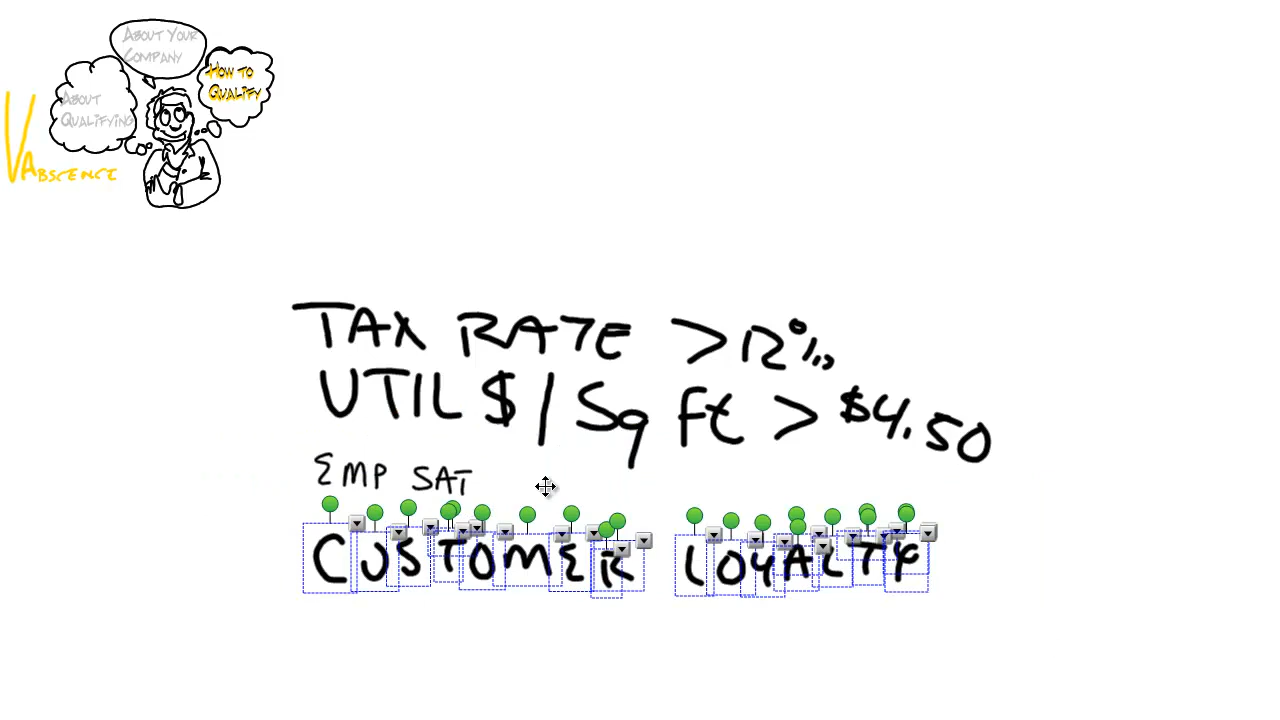 About Your
Company
How to
Qualify
About
Qualifying
V
Abscence
TAX RATE > 12%
UTIL $ / Sq Ft > $4.50
EMP SAT
CUSTOMER LOYALTY